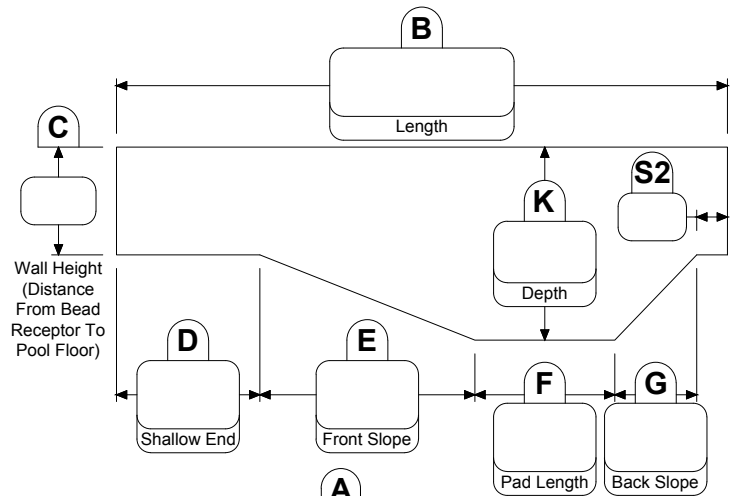 B
Length
C
S2
K
Wall Height
(Distance
From Bead
Receptor To
Pool Floor)
Depth
D
E
F
G
Shallow End
Front Slope
Pad Length
Back Slope
A